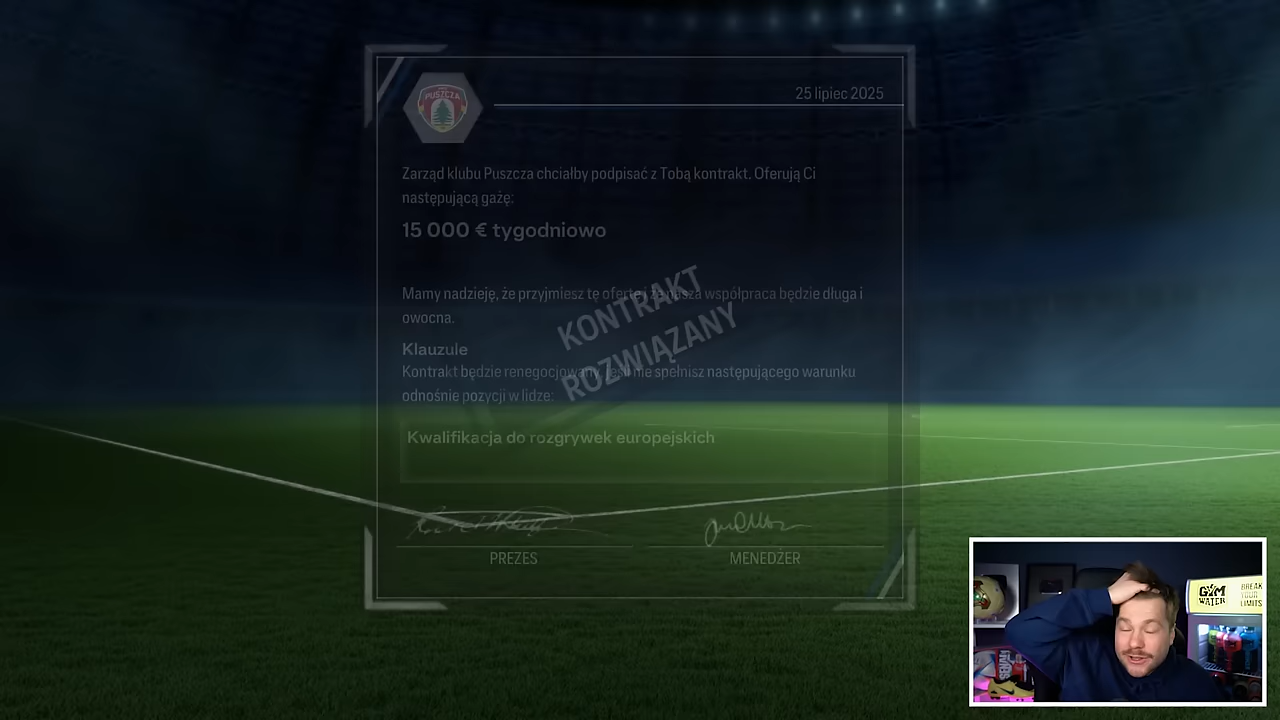 PUSZCZA
25 lipiec 2025
Zarząd klubu Puszcza chciałby podpisać z Tobą kontrakt. Oferują Ci
następującą gażę:
15 000 € tygodniowo
Mamy nadzieję, że przyjmiesz tę ofertę i że nasza współpraca będzie długa i
owocna.
KONTRAKT
ROZWIĄZANY
Klauzule
Kontrakt będzie renegocjowany, jeśli nie spełnisz następującego warunku
odnośnie pozycji w lidze:
Kwalifikacja do rozgrywek europejskich
PREZES
MENEDŻER
GYM
WATER
BREAK
YOUR
LIMITS